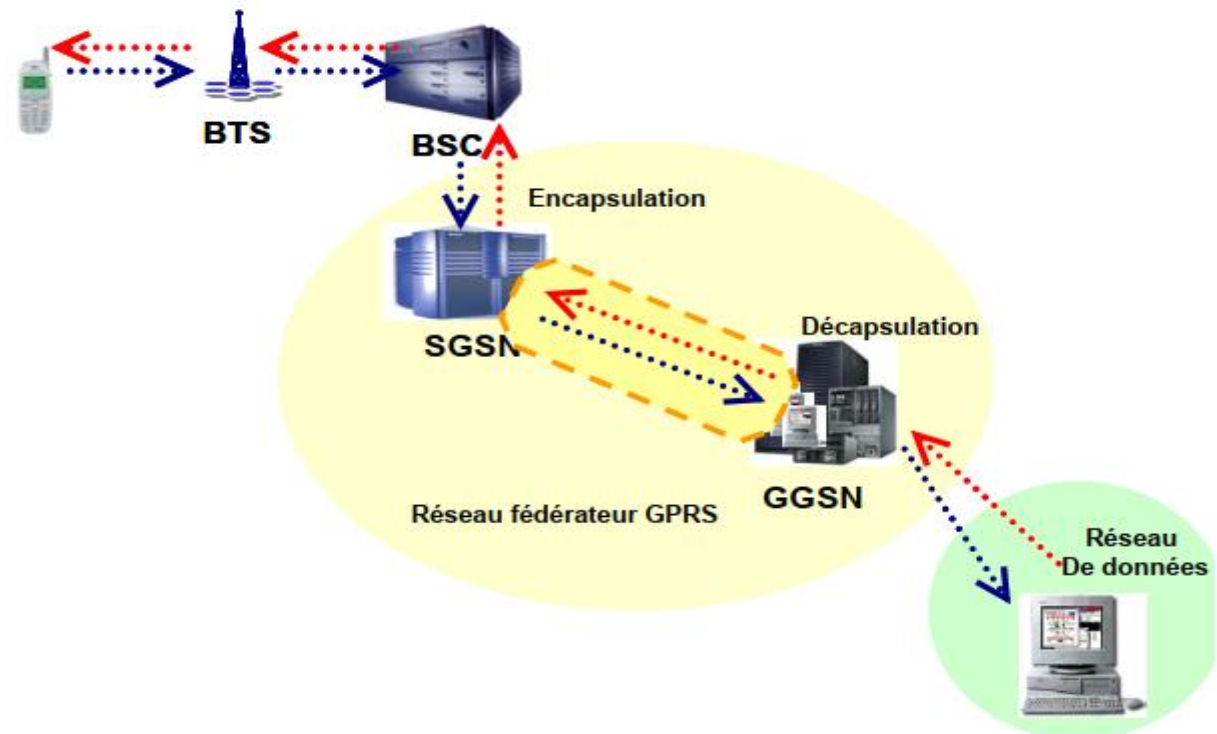 BTS
BSC
Encapsulation
SGSN
Décapsulation
GGSN
Réseau fédérateur GPRS
Réseau
De données